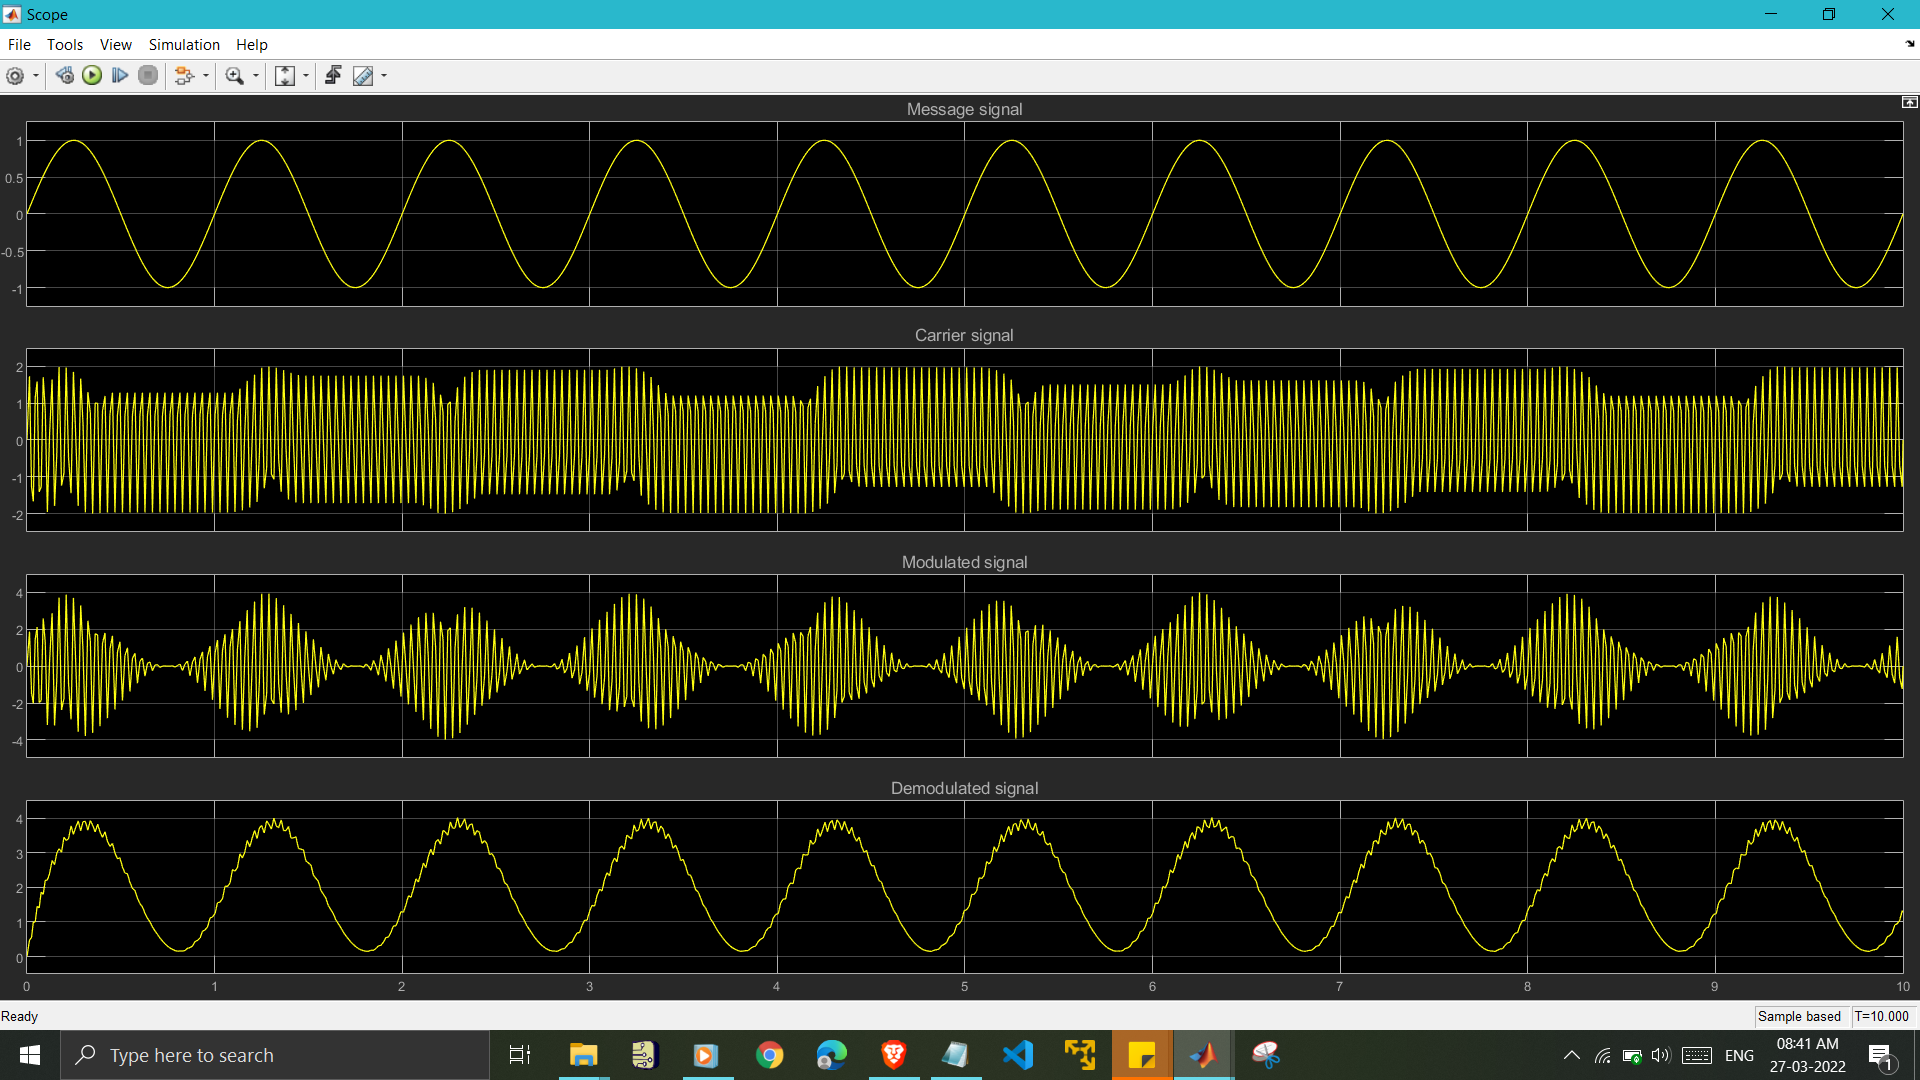 Scope
File Tools View Simulation Help
Message signal
1
0.5
0
-0.5
-1
Carrier signal
2
1
0
-1
-2
Modulated signal
4
2
0
-2
-4
Demodulated signal
4
3
2
1
0
0 1 2 3 4 5 6 7 8 9 10
Ready Sample based T=10.000
Type here to search ENG 08:41 AM
27-03-2022 1